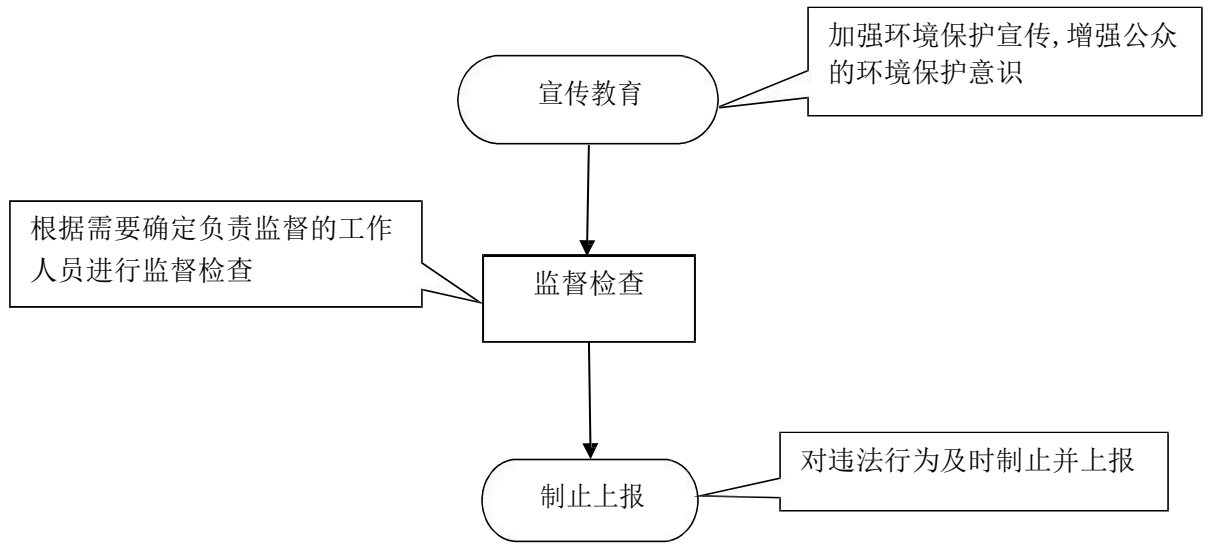 加强环境保护宣传,增强公众
的环境保护意识
宣传教育
根据需要确定负责监督的工作
人员进行监督检查
监督检查
对违法行为及时制止并上报
制止上报